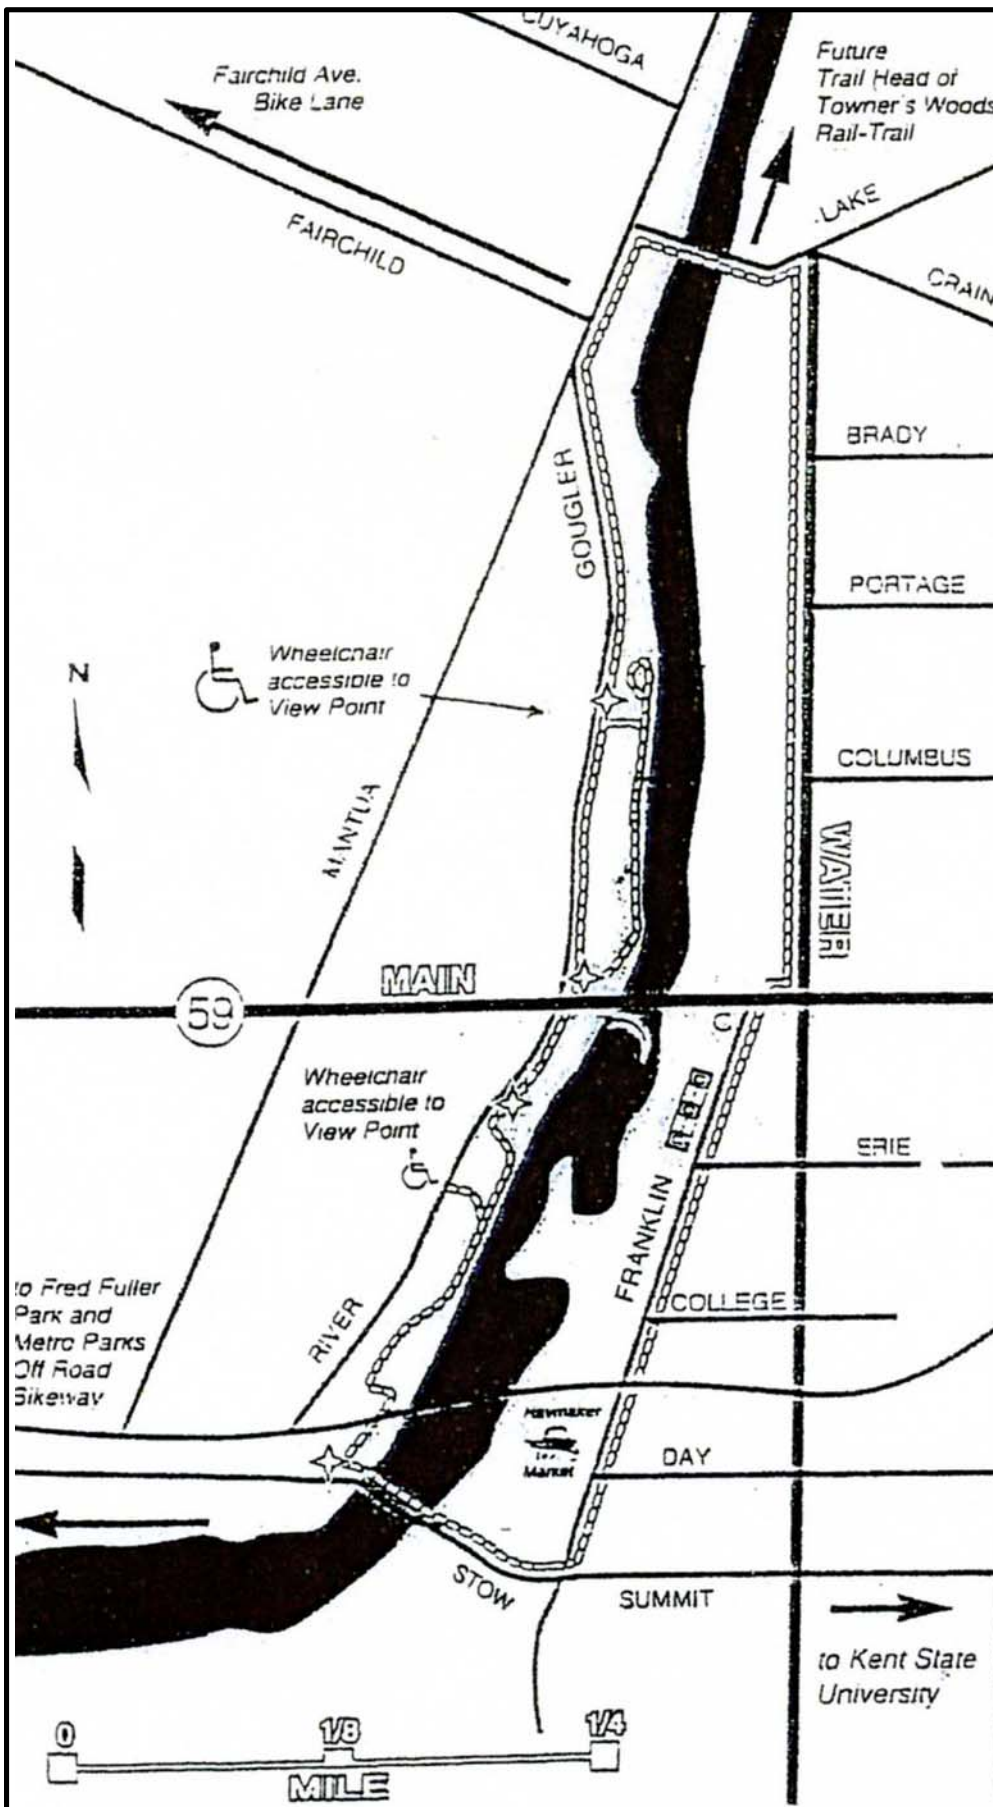 CUYAHOGA
Future
Trail Head of
Towner's Woods
Rail-Trail
Fairchild Ave.
Bike Lane
LAKE
FAIRCHILD
CRAIN
BRADY
GOUGLER
PORTAGE
Wheelchair
accessible to
View Point
N
COLUMBUS
MANTUA
WATER
MAIN
59
C
Wheelchair
accessible to
View Point
ERIE
FRANKLIN
to Fred Fuller
Park and
Metro Parks
Off Road
Bikeway
RIVER
COLLEGE
Haymaker
Market
DAY
STOW
SUMMIT
to Kent State
University
0
1/8
1/4
MILE